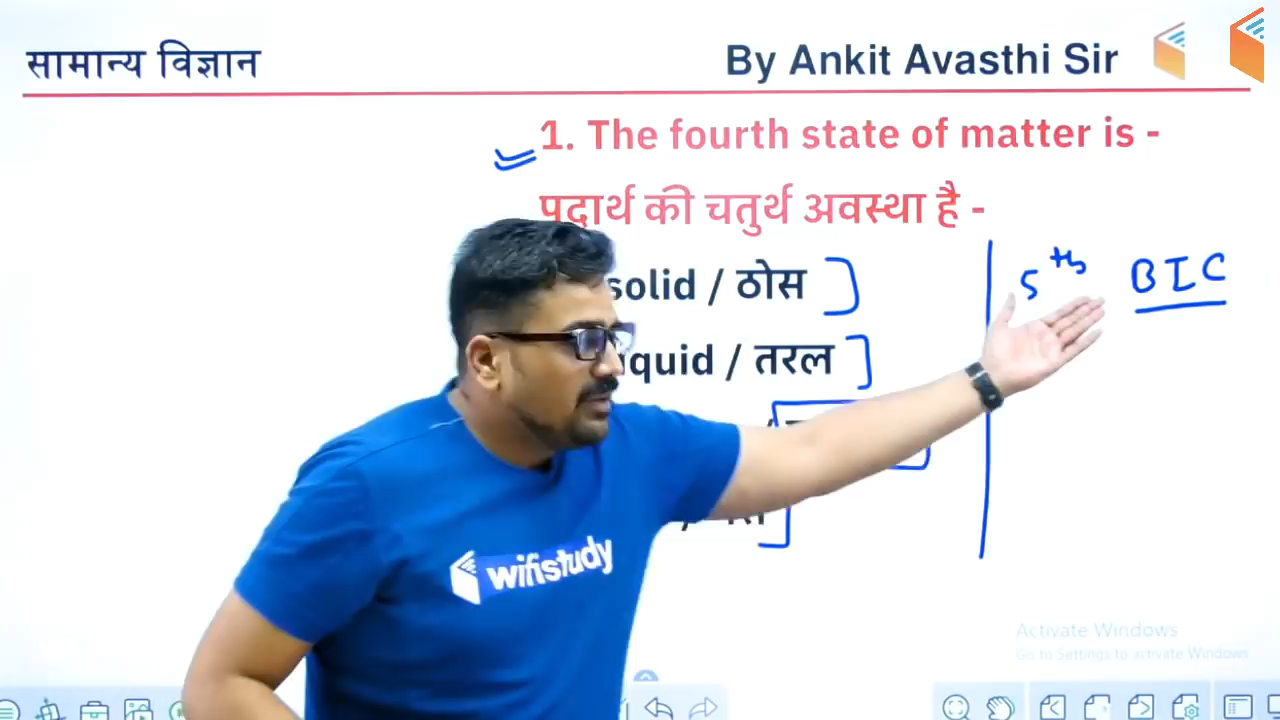 सामान्य विज्ञान
By Ankit Avasthi Sir
1. The fourth state of matter is -
पदार्थ की चतुर्थ अवस्था है -
solid / ठोस
5th BIC
/ तरल
/
/
wifistudy
Activate Windows
Go to Settings to activate Windows.